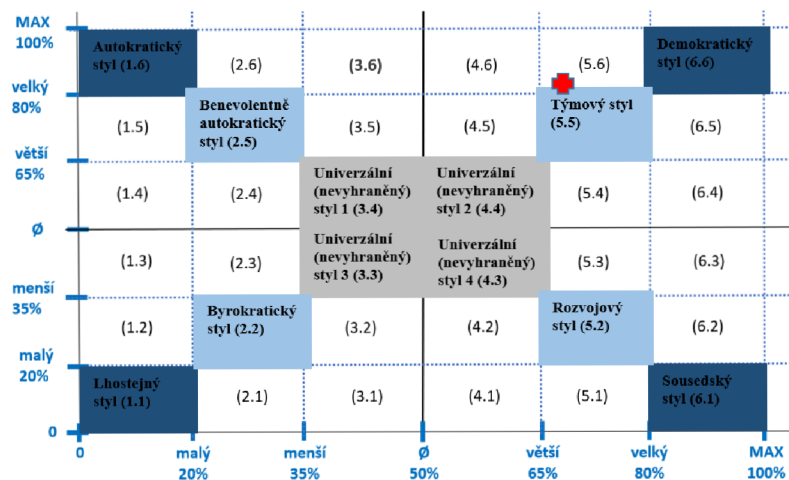 MAX
100%
Autokratický
styl (1.6)
(2.6)
(3.6)
(4.6)
(5.6)
Demokratický
styl (6.6)
velký
80%
(1.5)
Benevolentně
autokratický
styl (2.5)
(3.5)
(4.5)
Týmový styl
(5.5)
(6.5)
větší
65%
(1.4)
(2.4)
Univerzální
(nevyhraněný)
styl 1 (3.4)
Univerzální
(nevyhraněný)
styl 2 (4.4)
(5.4)
(6.4)
Ø
(1.3)
(2.3)
Univerzální
(nevyhraněný)
styl 3 (3.3)
Univerzální
(nevyhraněný)
styl 4 (4.3)
(5.3)
(6.3)
menší
35%
(1.2)
Byrokratický
styl (2.2)
(3.2)
(4.2)
Rozvojový
styl (5.2)
(6.2)
malý
20%
Lhostejný
styl (1.1)
(2.1)
(3.1)
(4.1)
(5.1)
Sousedský
styl (6.1)
0
0
malý
20%
menší
35%
Ø
50%
větší
65%
velký
80%
MAX
100%